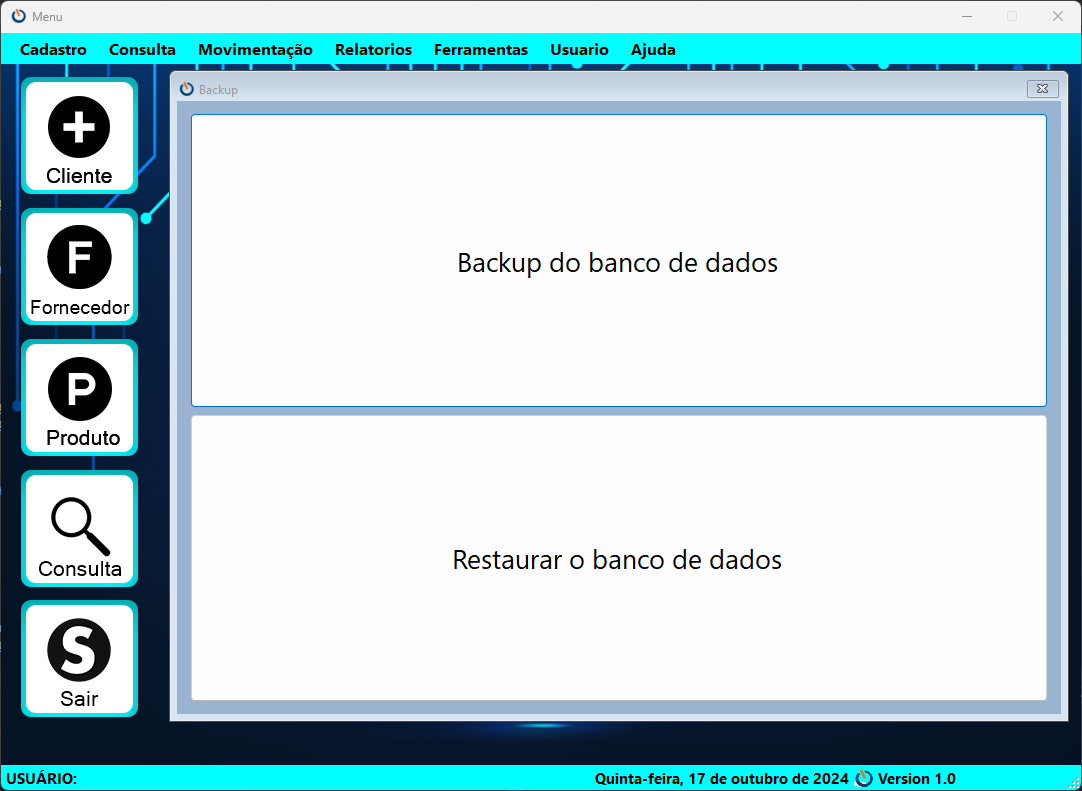 Menu
Cadastro Consulta Movimentação Relatorios Ferramentas Usuario Ajuda
Backup
Cliente
F
Fornecedor
P
Produto
Consulta
S
Sair
Backup do banco de dados
Restaurar o banco de dados
USUÁRIO: Quinta-feira, 17 de outubro de 2024 Version 1.0